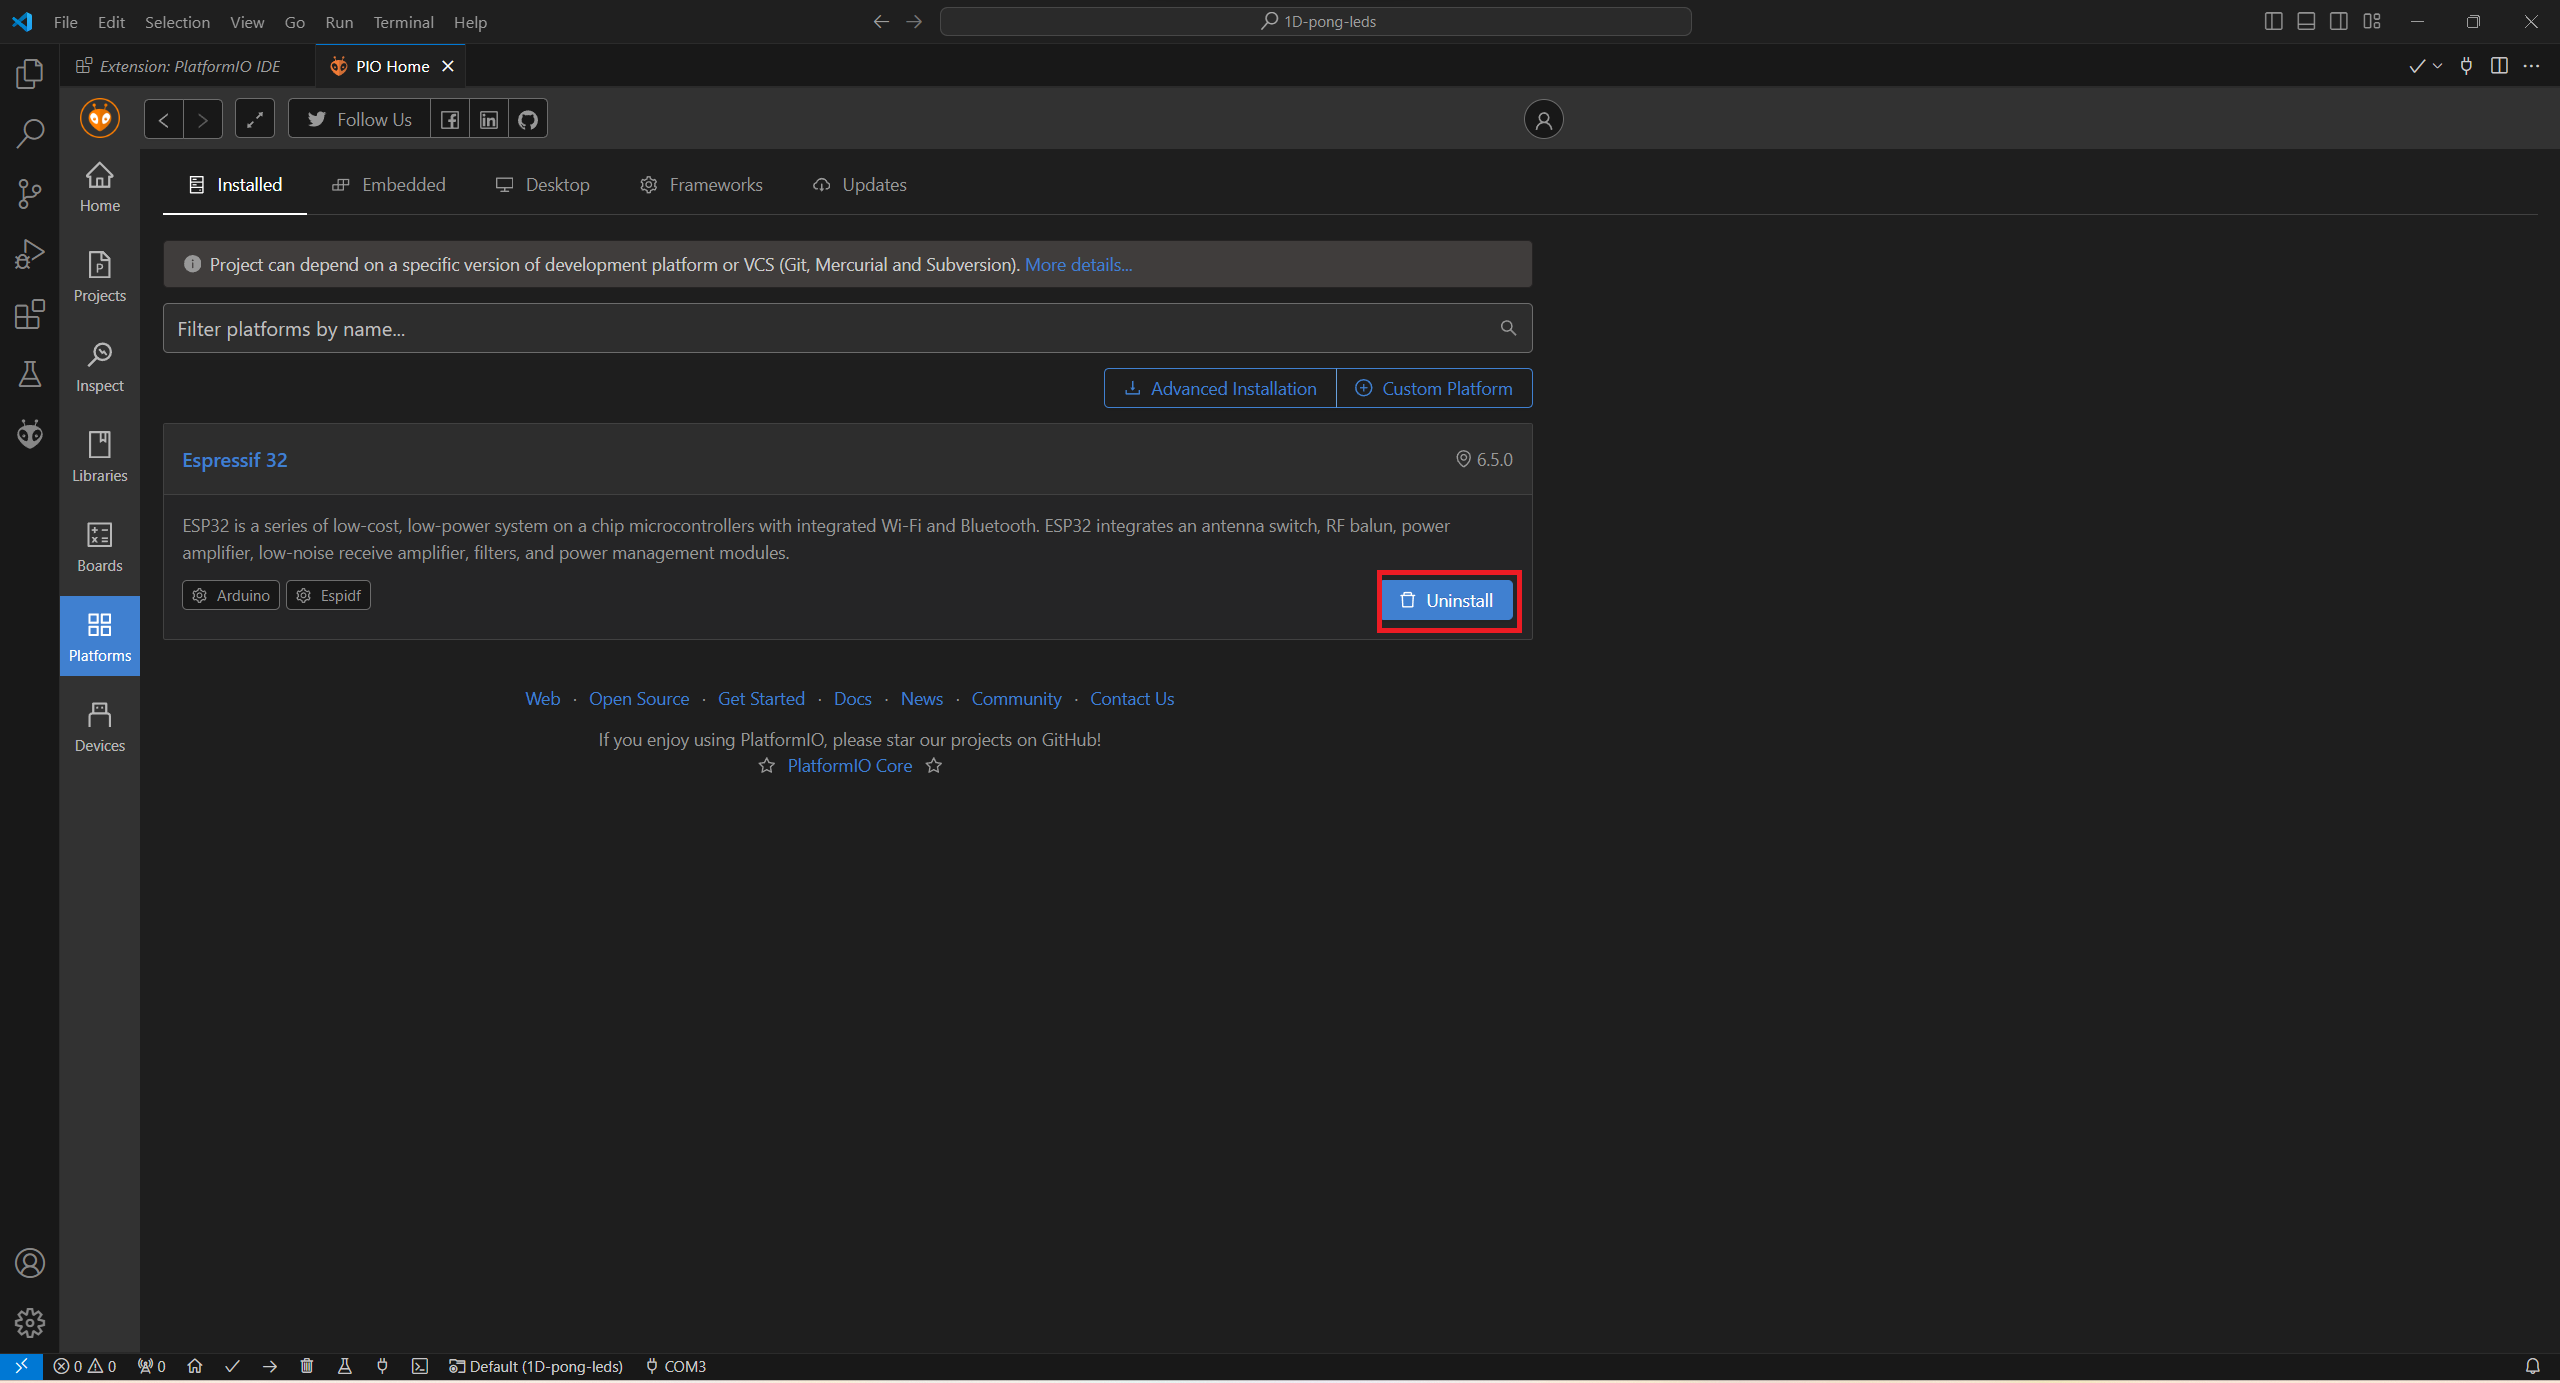 File Edit Selection View Go Run Terminal Help
1D-pong-leds
Extension: PlatformIO IDE
PIO Home
Follow Us
Home
Projects
Inspect
Libraries
Boards
Platforms
Devices
Installed Embedded Desktop Frameworks Updates
Project can depend on a specific version of development platform or VCS (Git, Mercurial and Subversion). More details...
Filter platforms by name...
Advanced Installation Custom Platform
Espressif 32 6.5.0
ESP32 is a series of low-cost, low-power system on a chip microcontrollers with integrated Wi-Fi and Bluetooth. ESP32 integrates an antenna switch, RF balun, power
amplifier, low-noise receive amplifier, filters, and power management modules.
Arduino Espidf Uninstall
Web · Open Source · Get Started · Docs · News · Community · Contact Us
If you enjoy using PlatformIO, please star our projects on GitHub!
PlatformIO Core
0 0 0 Default (1D-pong-leds) COM3